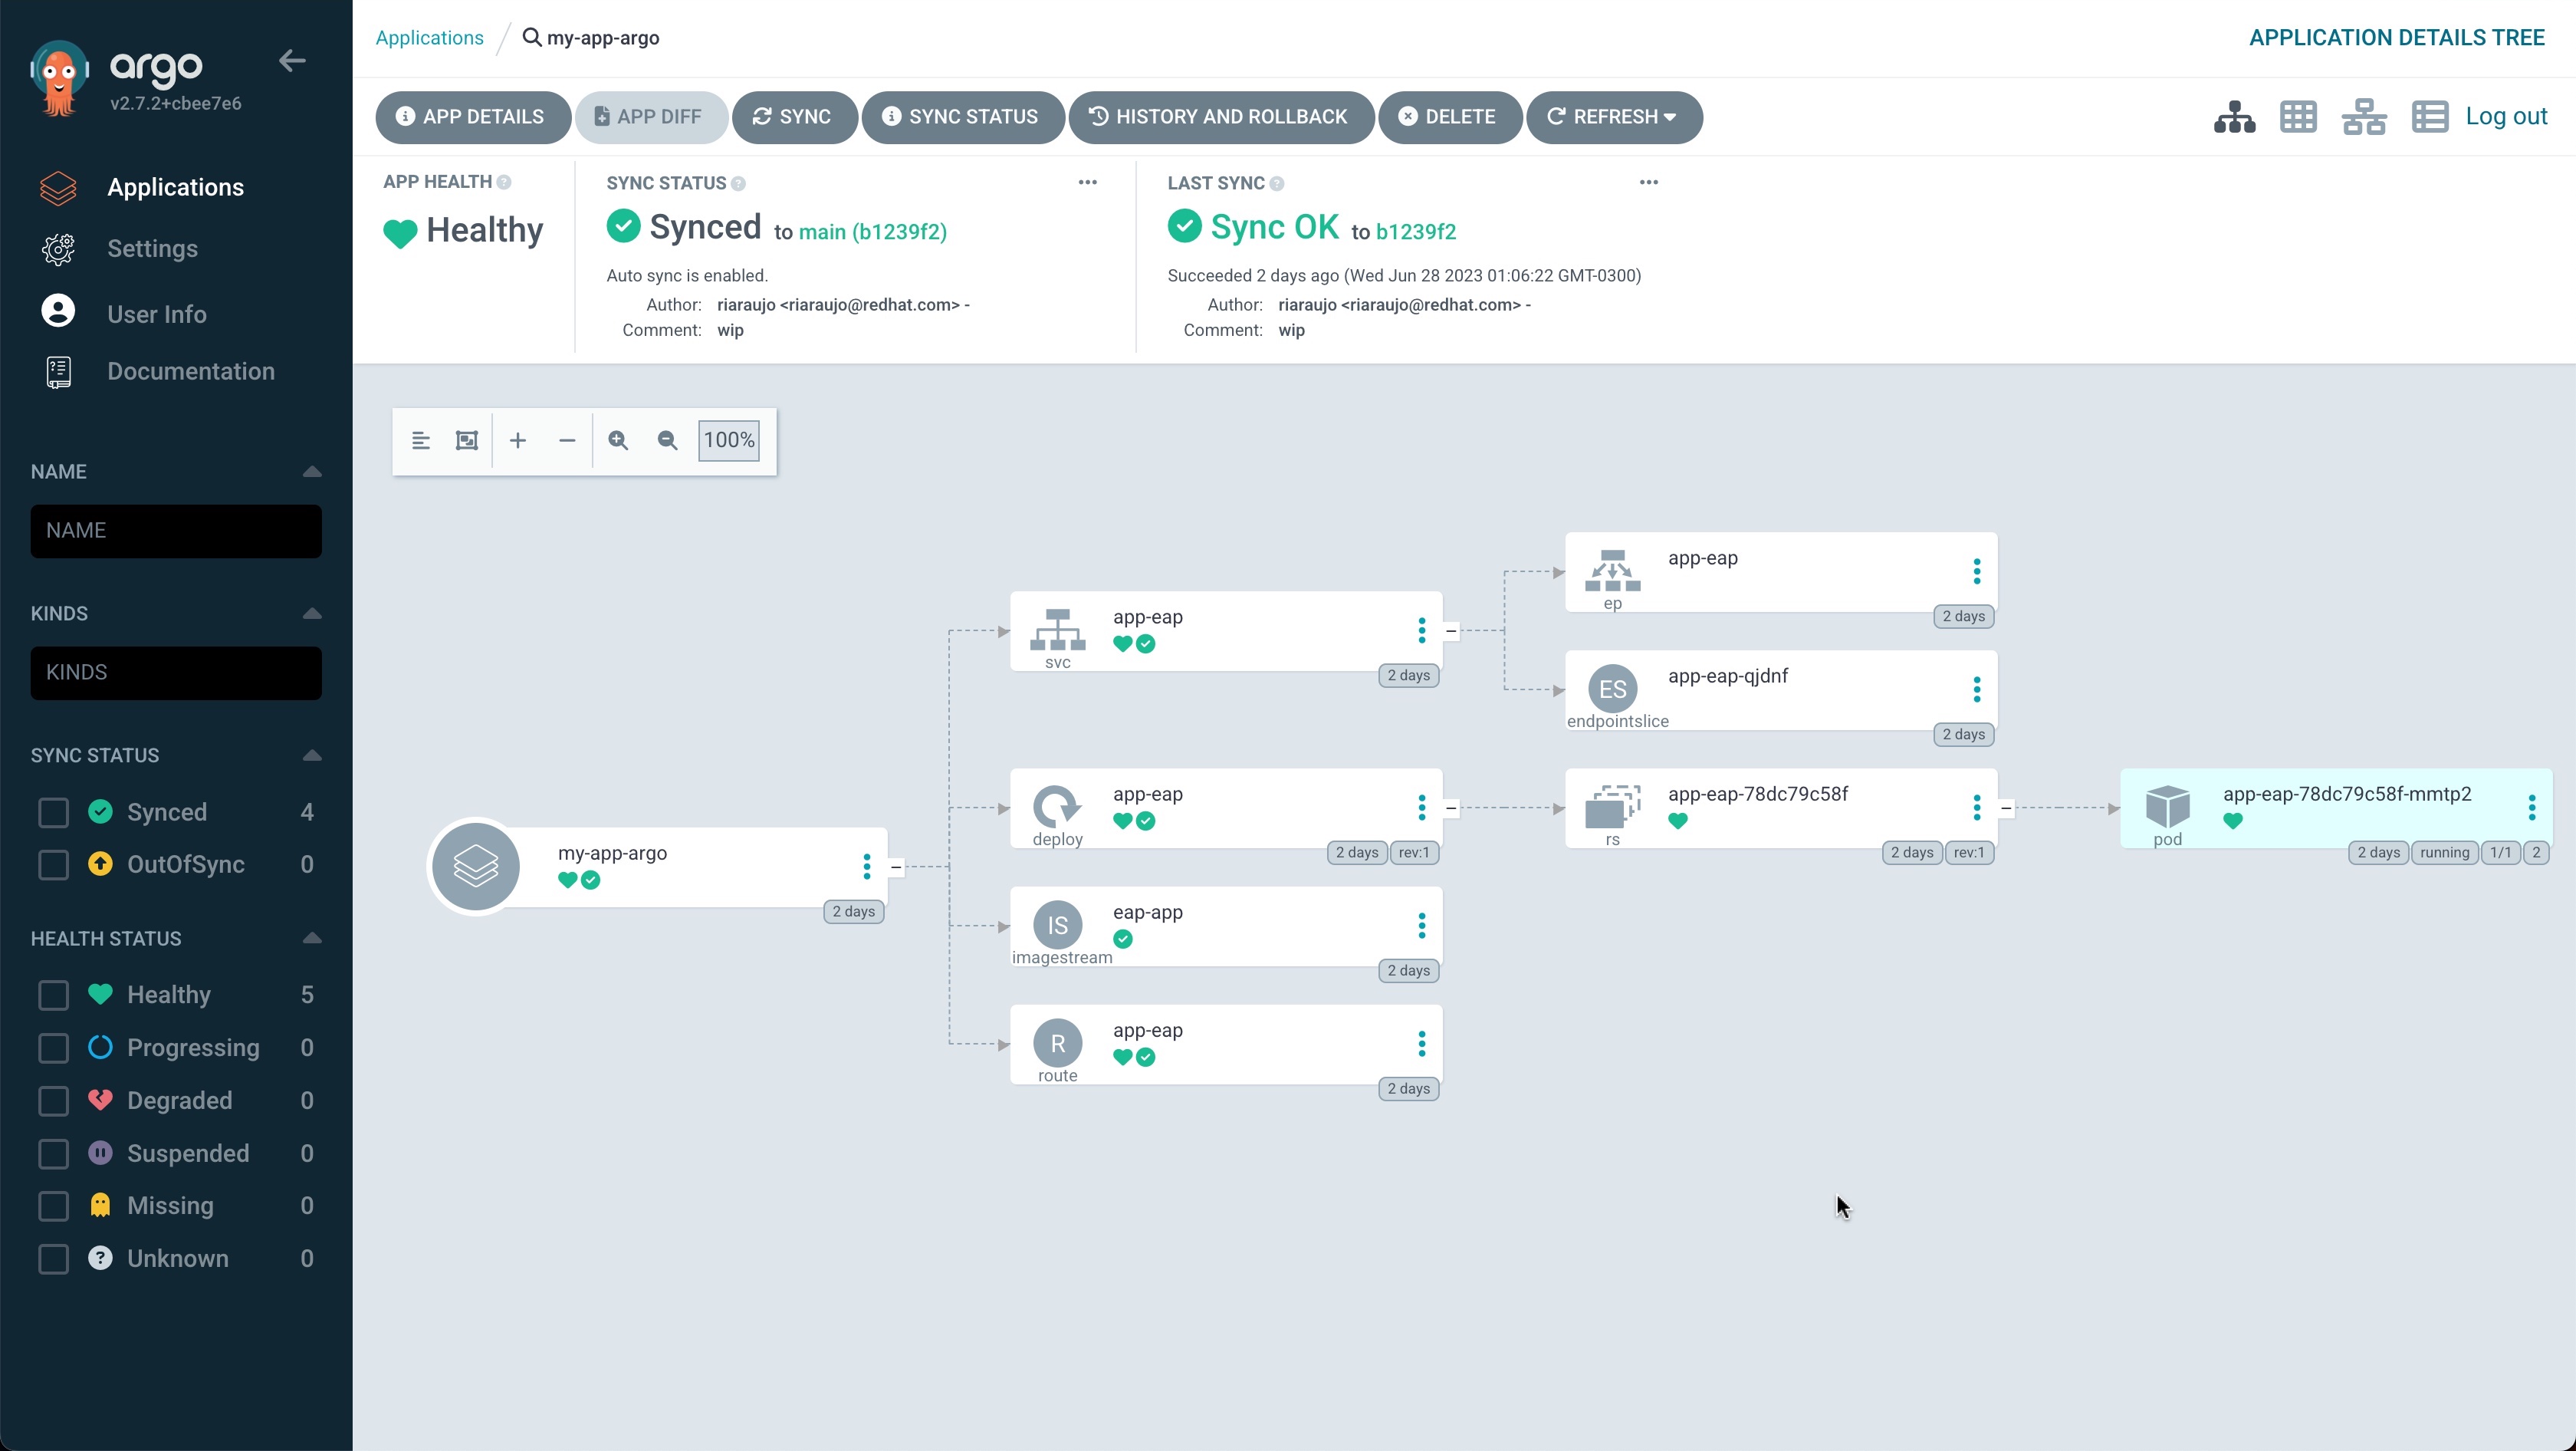 argo
v2.7.2+cbee7e6
Applications
Settings
User Info
Documentation
NAME
NAME
KINDS
KINDS
SYNC STATUS
Synced 4
OutOfSync 0
HEALTH STATUS
Healthy 5
Progressing 0
Degraded 0
Suspended 0
Missing 0
Unknown 0
Applications / my-app-argo
APPLICATION DETAILS TREE
APP DETAILS APP DIFF SYNC SYNC STATUS HISTORY AND ROLLBACK DELETE REFRESH
Log out
APP HEALTH
Healthy
SYNC STATUS
Synced to main (b1239f2)
Auto sync is enabled.
Author: riaraujo <riaraujo@redhat.com> -
Comment: wip
LAST SYNC
Sync OK to b1239f2
Succeeded 2 days ago (Wed Jun 28 2023 01:06:22 GMT-0300)
Author: riaraujo <riaraujo@redhat.com> -
Comment: wip
100%
my-app-argo
2 days
app-eap
svc
2 days
app-eap
deploy
2 days rev:1
IS
eap-app
imagestream
2 days
R
app-eap
route
2 days
app-eap
ep
2 days
ES
app-eap-qjdnf
endpointslice
2 days
app-eap-78dc79c58f
rs
2 days rev:1
app-eap-78dc79c58f-mmtp2
pod
2 days running 1/1 2